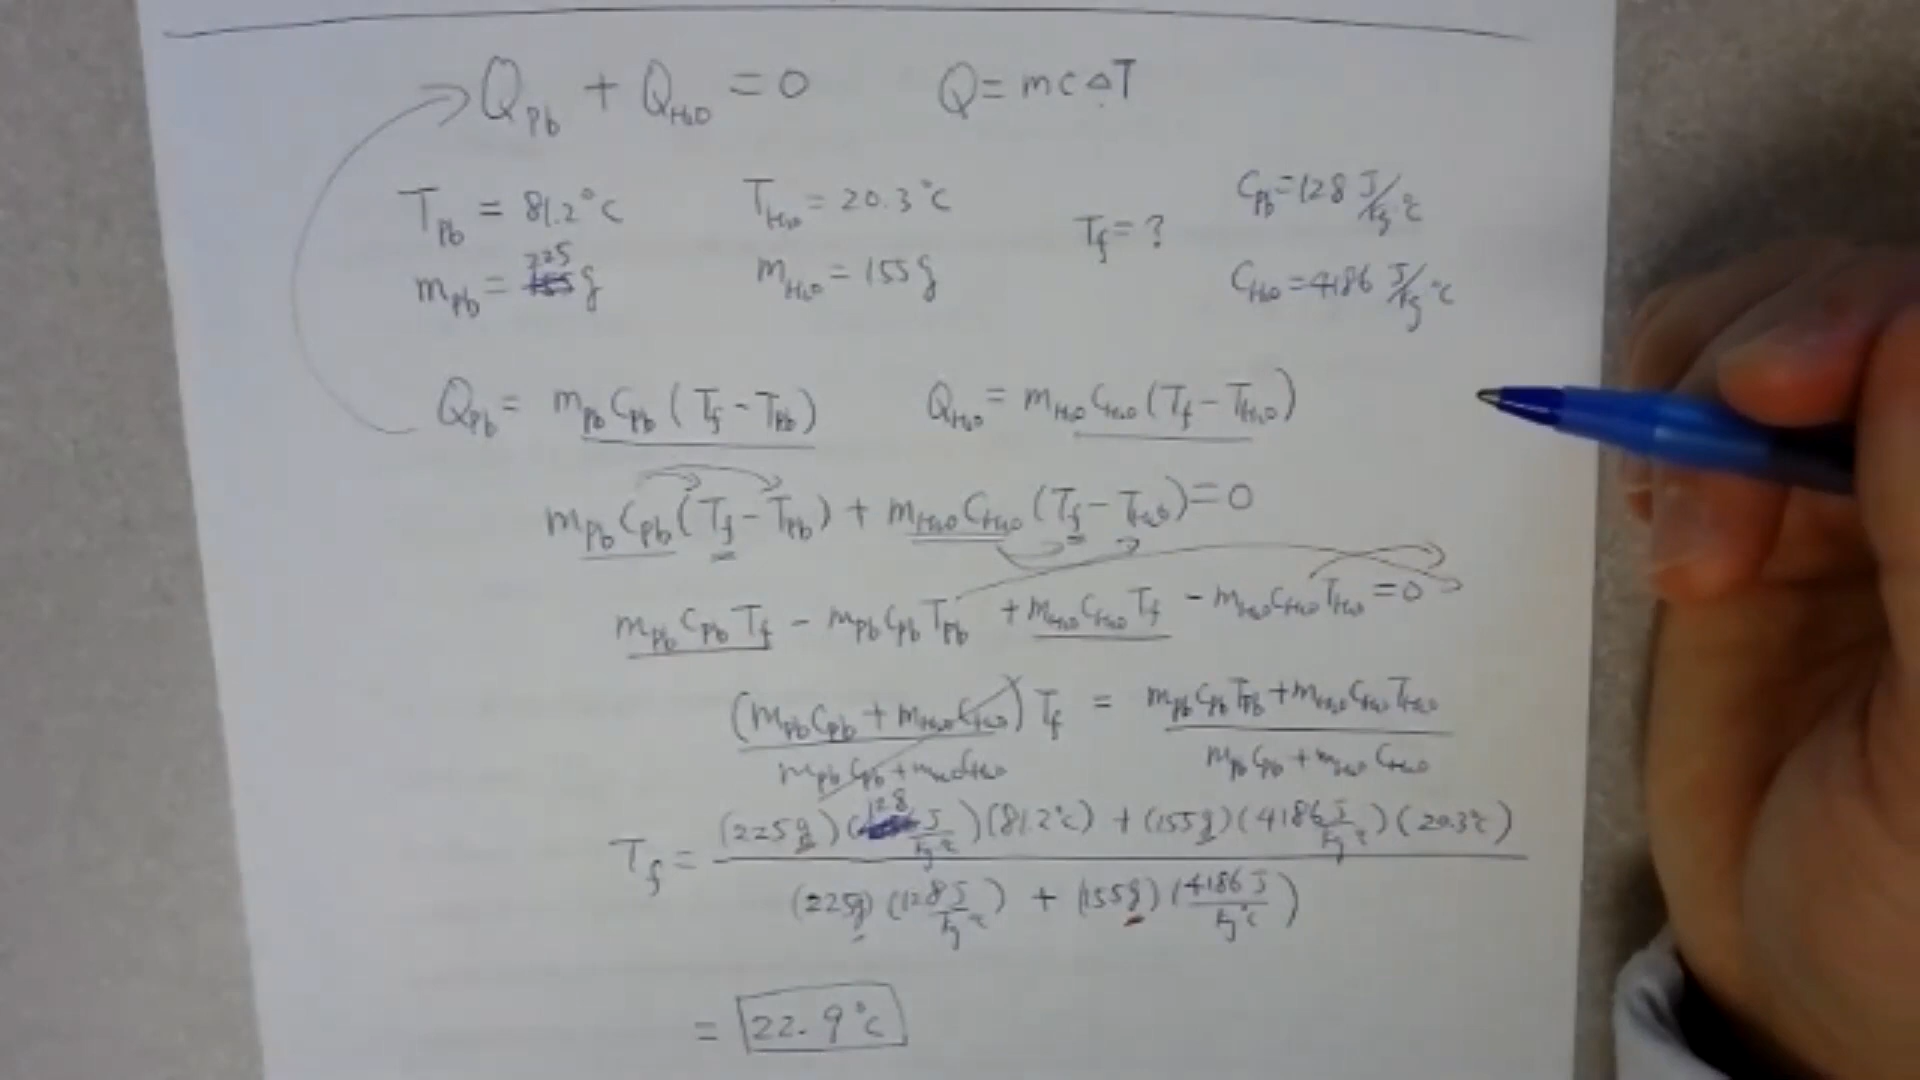 Q_Pb + Q_H₂O = 0 Q = mcΔT
T_Pb = 81.2°C T_H₂O = 20.3°C T_f = ? C_Pb = 128 J/kg·°C
m_Pb = 225 g m_H₂O = 155 g C_H₂O = 4186 J/kg°C
Q_Pb = m_Pb C_Pb (T_f - T_Pb) Q_H₂O = m_H₂O C_H₂O (T_f - T_H₂O)
m_Pb C_Pb (T_f - T_Pb) + m_H₂O C_H₂O (T_f - T_H₂O) = 0
m_Pb C_Pb T_f - m_Pb C_Pb T_Pb + m_H₂O C_H₂O T_f - m_H₂O C_H₂O T_H₂O = 0
(m_Pb C_Pb + m_H₂O C_H₂O) T_f = m_Pb C_Pb T_Pb + m_H₂O C_H₂O T_H₂O
m_Pb C_Pb + m_H₂O C_H₂O m_Pb C_Pb + m_H₂O C_H₂O
T_f = (225g)(128 J/kg°C)(81.2°C) + (155g)(4186 J/kg°C)(20.3°C)
(225g)(128 J/kg°C) + (155g)(4186 J/kg°C)
= 22.9°C